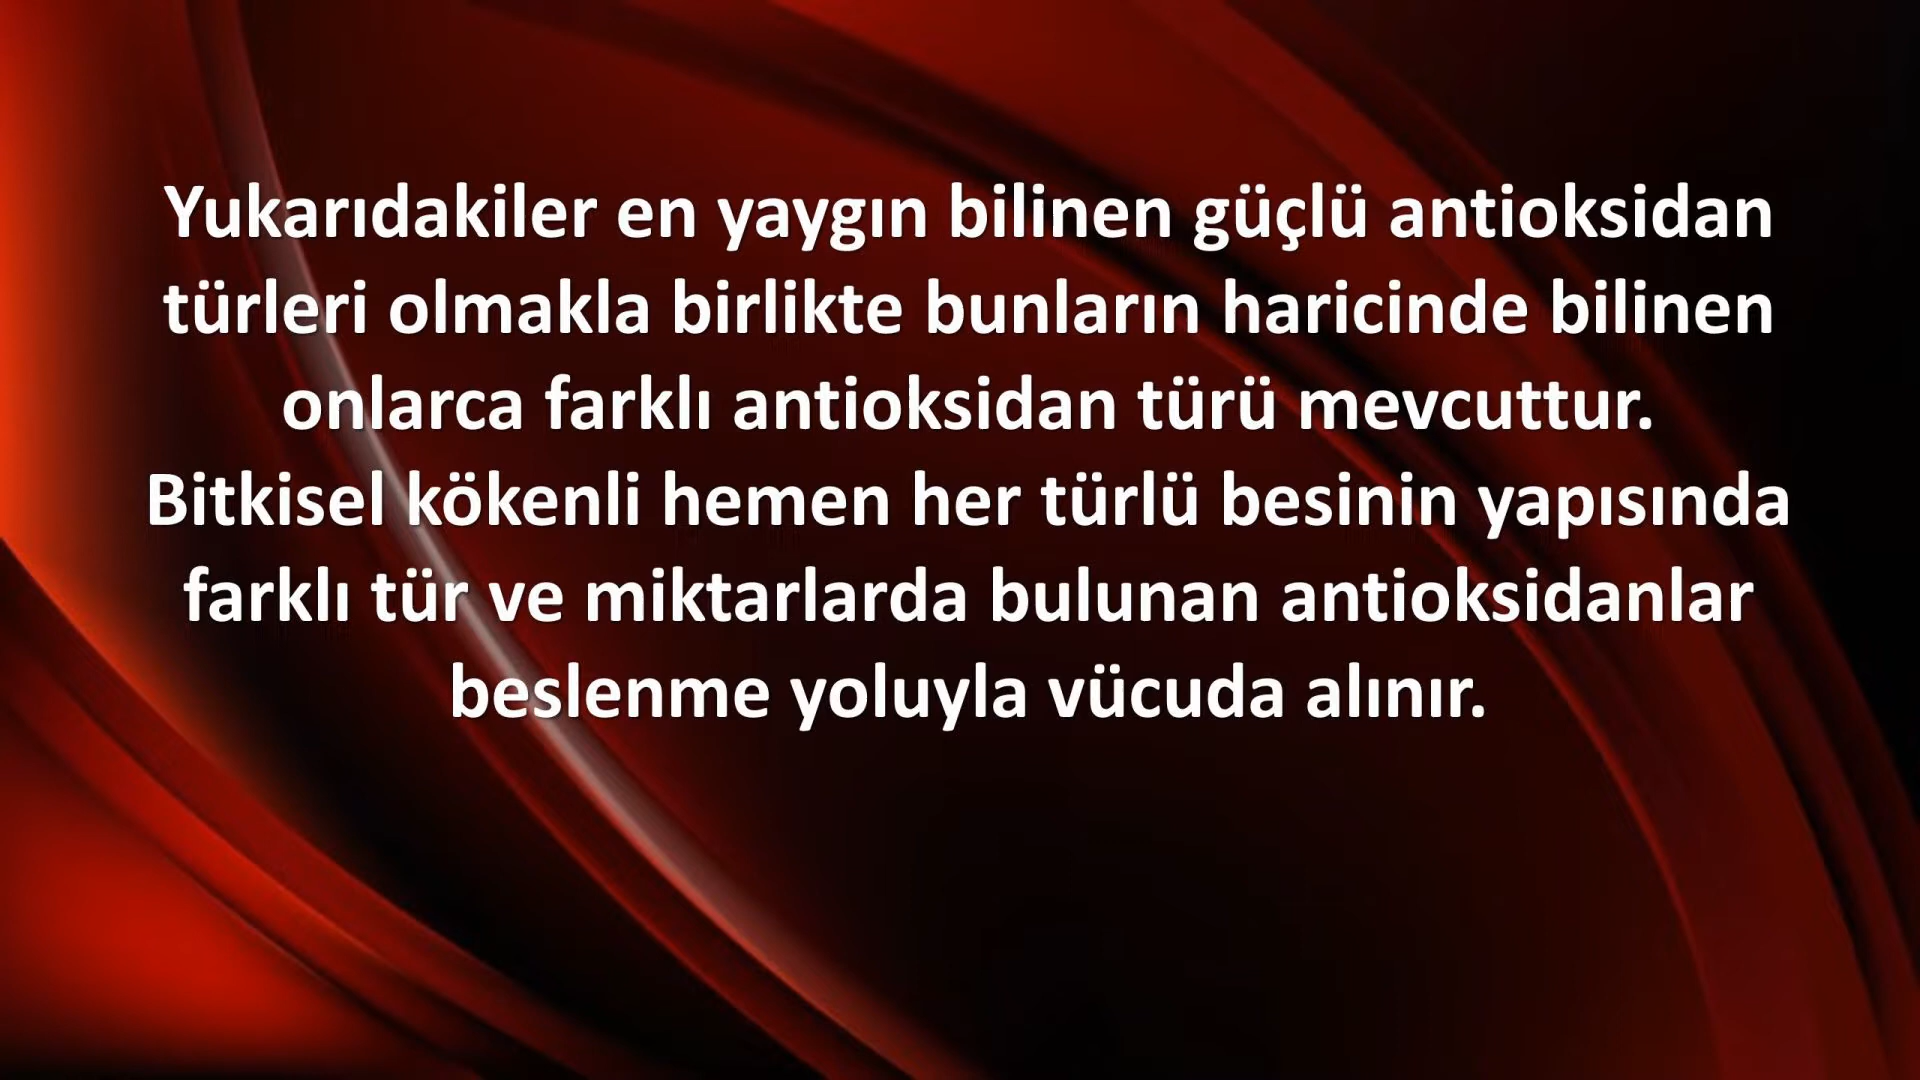 Yukarıdakiler en yaygın bilinen güçlü antioksidan
türleri olmakla birlikte bunların haricinde bilinen
onlarca farklı antioksidan türü mevcuttur.
Bitkisel kökenli hemen her türlü besinin yapısında
farklı tür ve miktarlarda bulunan antioksidanlar
beslenme yoluyla vücuda alınır.